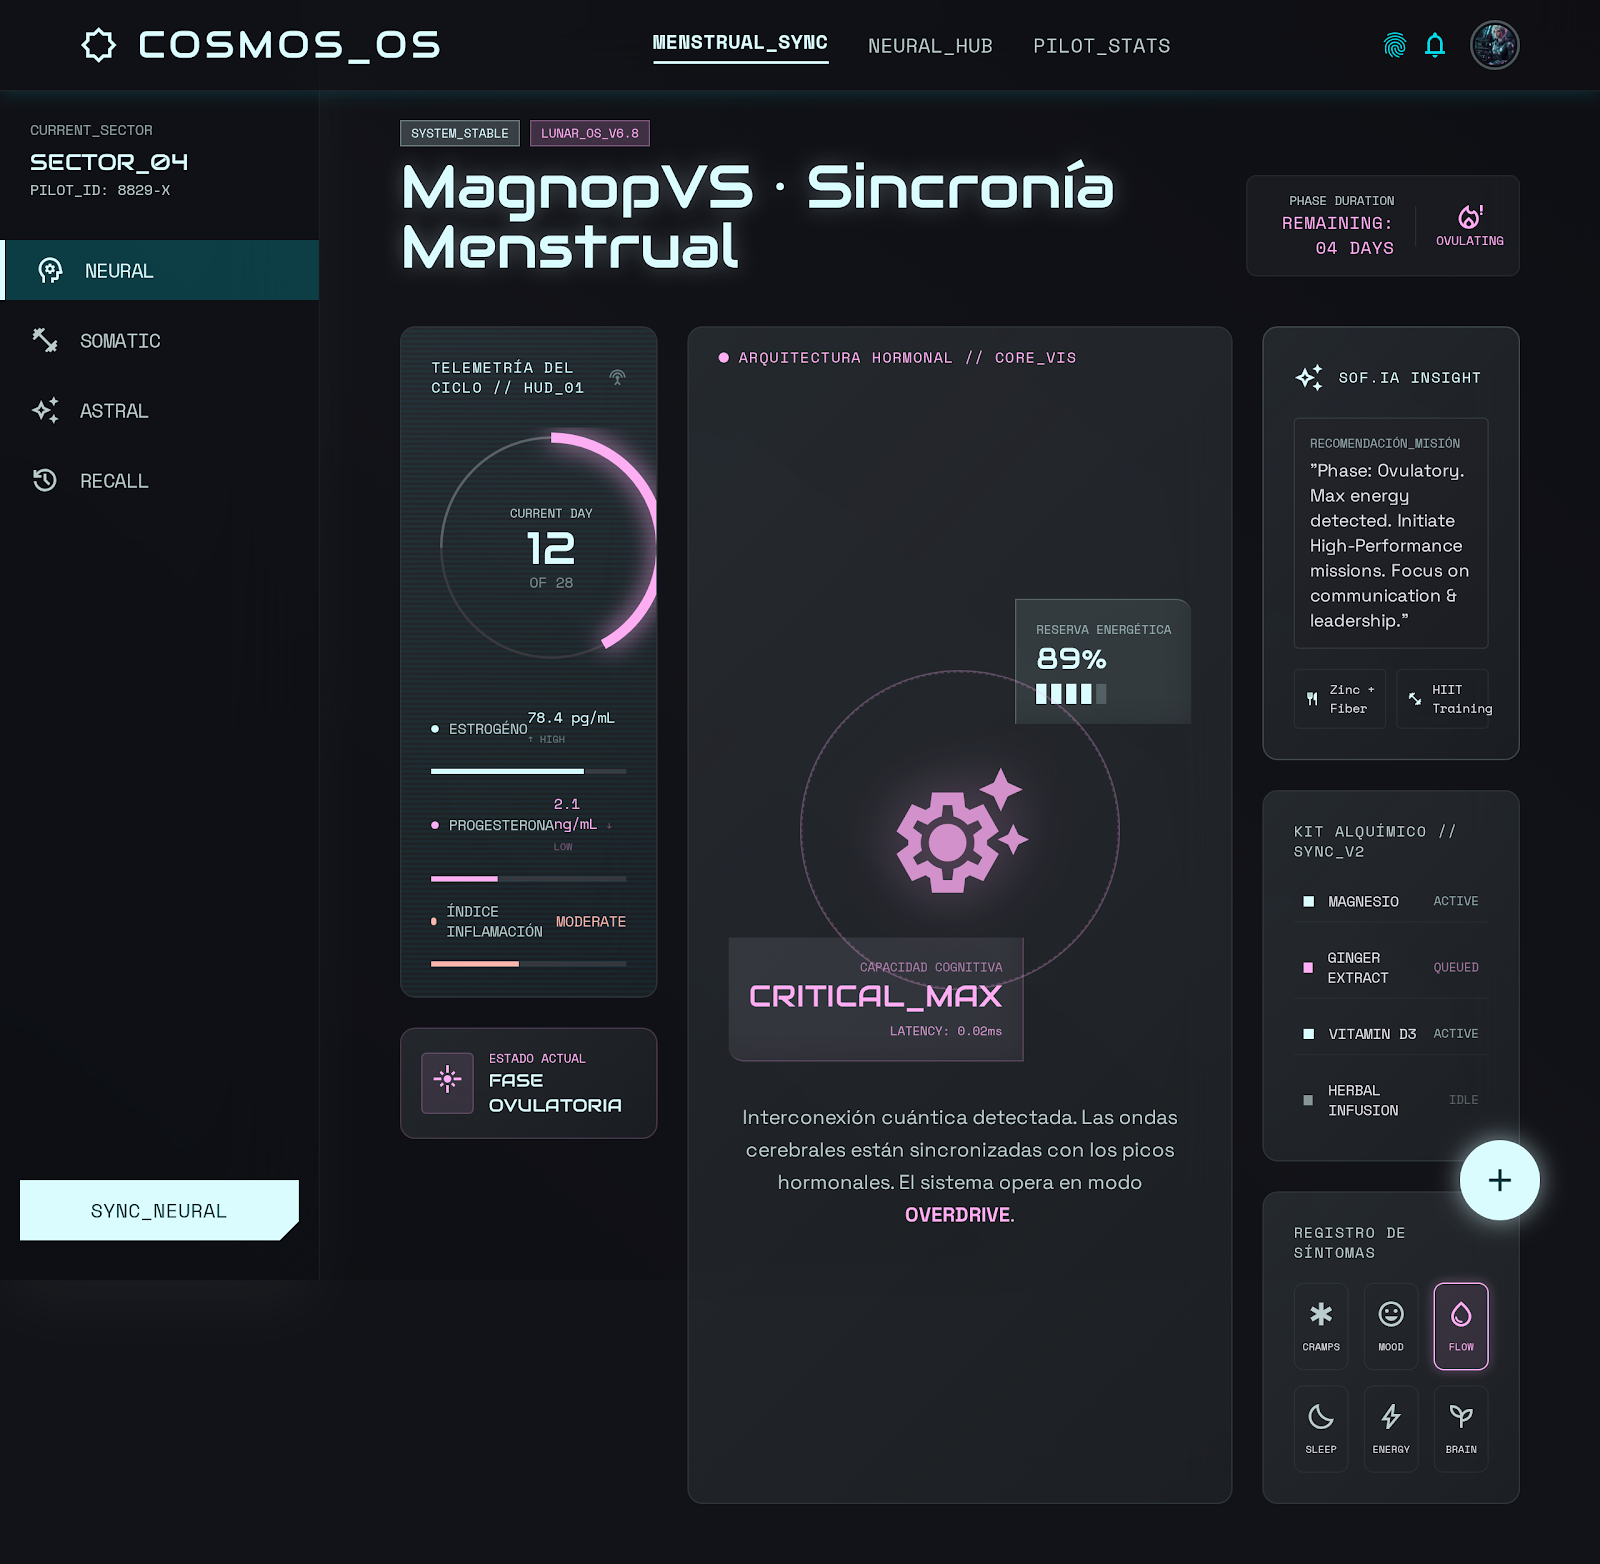 COSMOS_OS
MENSTRUAL_SYNC
NEURAL_HUB
PILOT_STATS
CURRENT_SECTOR
SECTOR_04
PILOT_ID: 8829-X
NEURAL
SOMATIC
ASTRAL
RECALL
SYNC_NEURAL
SYSTEM_STABLE
LUNAR_OS_V6.8
MagnopVS · Sincronía
Menstrual
PHASE DURATION
REMAINING:
04 DAYS
OVULATING
TELEMETRÍA DEL
CICLO // HUD_01
CURRENT DAY
12
OF 28
ESTROGÉNO
78.4 pg/mL
↑ HIGH
PROGESTERONA
2.1
ng/mL ↓
LOW
ÍNDICE
INFLAMACIÓN
MODERATE
ESTADO ACTUAL
FASE
OVULATORIA
ARQUITECTURA HORMONAL // CORE_VIS
RESERVA ENERGÉTICA
89%
CAPACIDAD COGNITIVA
CRITICAL_MAX
LATENCY: 0.02ms
Interconexión cuántica detectada. Las ondas
cerebrales están sincronizadas con los picos
hormonales. El sistema opera en modo
OVERDRIVE.
SOF.IA INSIGHT
RECOMENDACIÓN_MISIÓN
"Phase: Ovulatory.
Max energy
detected. Initiate
High-Performance
missions. Focus on
communication &
leadership."
Zinc +
Fiber
HIIT
Training
KIT ALQUÍMICO //
SYNC_V2
MAGNESIO
ACTIVE
GINGER
EXTRACT
QUEUED
VITAMIN D3
ACTIVE
HERBAL
INFUSION
IDLE
+
REGISTRO DE
SÍNTOMAS
CRAMPS
MOOD
FLOW
SLEEP
ENERGY
BRAIN